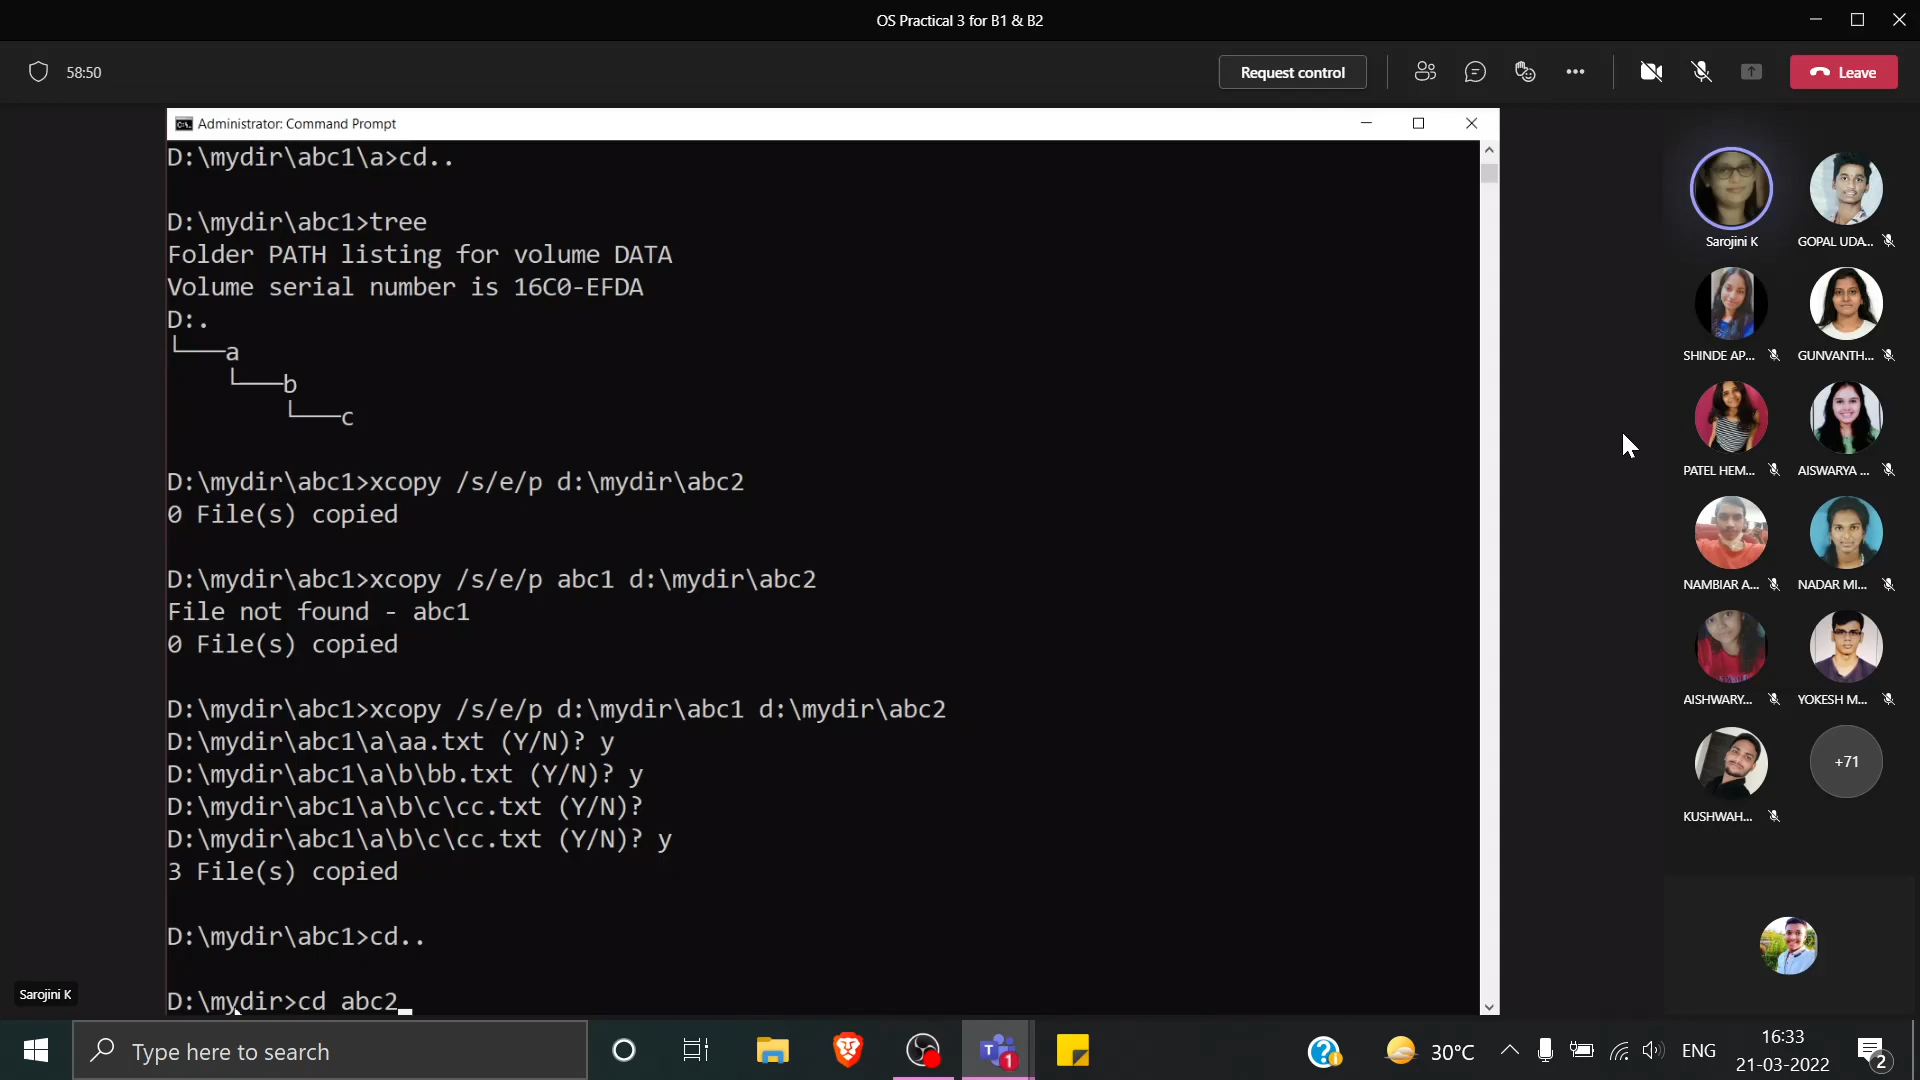 OS Practical 3 for B1 & B2
58:50
Request control
Leave
Administrator: Command Prompt
D:\mydir\abc1\a>cd..
D:\mydir\abc1>tree
Folder PATH listing for volume DATA
Volume serial number is 16C0-EFDA
D:.
└───a
    └───b
        └───c
D:\mydir\abc1>xcopy /s/e/p d:\mydir\abc2
0 File(s) copied
D:\mydir\abc1>xcopy /s/e/p abc1 d:\mydir\abc2
File not found - abc1
0 File(s) copied
D:\mydir\abc1>xcopy /s/e/p d:\mydir\abc1 d:\mydir\abc2
D:\mydir\abc1\a\aa.txt (Y/N)? y
D:\mydir\abc1\a\b\bb.txt (Y/N)? y
D:\mydir\abc1\a\b\c\cc.txt (Y/N)?
D:\mydir\abc1\a\b\c\cc.txt (Y/N)? y
3 File(s) copied
D:\mydir\abc1>cd..
D:\mydir>cd abc2_
Sarojini K
Sarojini K
GOPAL UDA...
SHINDE AP...
GUNVANTH...
PATEL HEM...
AISWARYA ...
NAMBIAR A...
NADAR MI...
AISHWARY...
YOKESH M...
KUSHWAH...
+71
Type here to search
1
30°C
ENG
16:33
21-03-2022
2